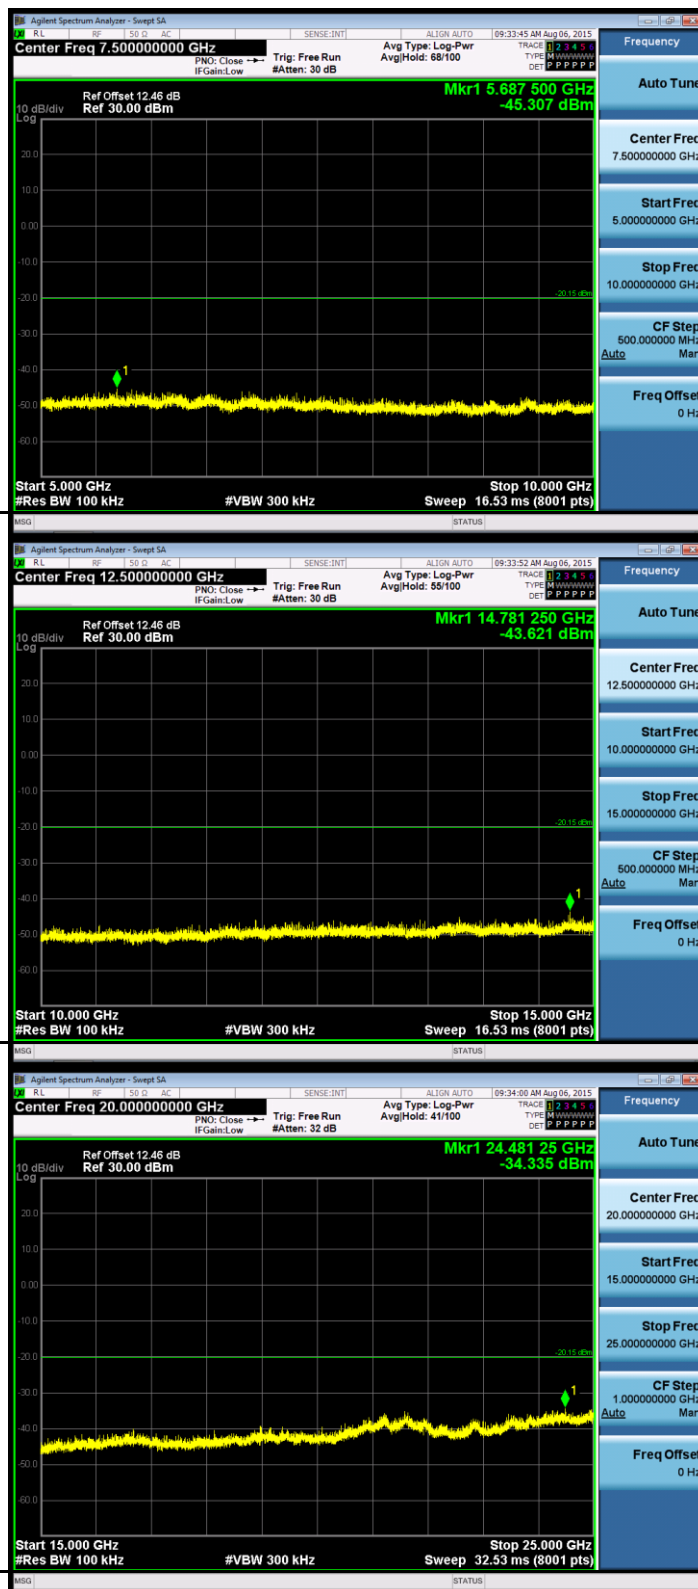 Agilent Spectrum Analyzer - Swept SA
RL RF 50 Ω AC SENSE:INT ALIGN AUTO 09:33:45 AM Aug 06, 2015
Center Freq 7.500000000 GHz
PNO: Close
IFGain:Low
Trig: Free Run
#Atten: 30 dB
Avg Type: Log-Pwr
Avg|Hold: 68/100
TRACE 1 2 3 4 5 6
TYPE M WWWWW
DET P P P P P P
Frequency
Auto Tune
Mkr1 5.687 500 GHz
-45.307 dBm
Ref Offset 12.46 dB
10 dB/div Ref 30.00 dBm
Log
20.0
10.0
0.00
-10.0
-20.0
-30.0
-40.0
-50.0
-60.0
-20.15 dBm
1
Start 5.000 GHz Stop 10.000 GHz
#Res BW 100 kHz #VBW 300 kHz Sweep 16.53 ms (8001 pts)
Center Freq
7.500000000 GHz
Start Freq
5.000000000 GHz
Stop Freq
10.000000000 GHz
CF Step
500.000000 MHz
Auto Man
Freq Offset
0 Hz
MSG STATUS
Agilent Spectrum Analyzer - Swept SA
RL RF 50 Ω AC SENSE:INT ALIGN AUTO 09:33:52 AM Aug 06, 2015
Center Freq 12.500000000 GHz
PNO: Close
IFGain:Low
Trig: Free Run
#Atten: 30 dB
Avg Type: Log-Pwr
Avg|Hold: 55/100
TRACE 1 2 3 4 5 6
TYPE M WWWWW
DET P P P P P P
Frequency
Auto Tune
Mkr1 14.781 250 GHz
-43.621 dBm
Ref Offset 12.46 dB
10 dB/div Ref 30.00 dBm
Log
20.0
10.0
0.00
-10.0
-20.0
-30.0
-40.0
-50.0
-60.0
-20.15 dBm
1
Start 10.000 GHz Stop 15.000 GHz
#Res BW 100 kHz #VBW 300 kHz Sweep 16.53 ms (8001 pts)
Center Freq
12.500000000 GHz
Start Freq
10.000000000 GHz
Stop Freq
15.000000000 GHz
CF Step
500.000000 MHz
Auto Man
Freq Offset
0 Hz
MSG STATUS
Agilent Spectrum Analyzer - Swept SA
RL RF 50 Ω AC SENSE:INT ALIGN AUTO 09:34:00 AM Aug 06, 2015
Center Freq 20.000000000 GHz
PNO: Close
IFGain:Low
Trig: Free Run
#Atten: 32 dB
Avg Type: Log-Pwr
Avg|Hold: 41/100
TRACE 1 2 3 4 5 6
TYPE M WWWWW
DET P P P P P P
Frequency
Auto Tune
Mkr1 24.481 25 GHz
-34.335 dBm
Ref Offset 12.46 dB
10 dB/div Ref 30.00 dBm
Log
20.0
10.0
0.00
-10.0
-20.0
-30.0
-40.0
-50.0
-60.0
-20.15 dBm
1
Start 15.000 GHz Stop 25.000 GHz
#Res BW 100 kHz #VBW 300 kHz Sweep 32.53 ms (8001 pts)
Center Freq
20.000000000 GHz
Start Freq
15.000000000 GHz
Stop Freq
25.000000000 GHz
CF Step
1.000000000 GHz
Auto Man
Freq Offset
0 Hz
MSG STATUS